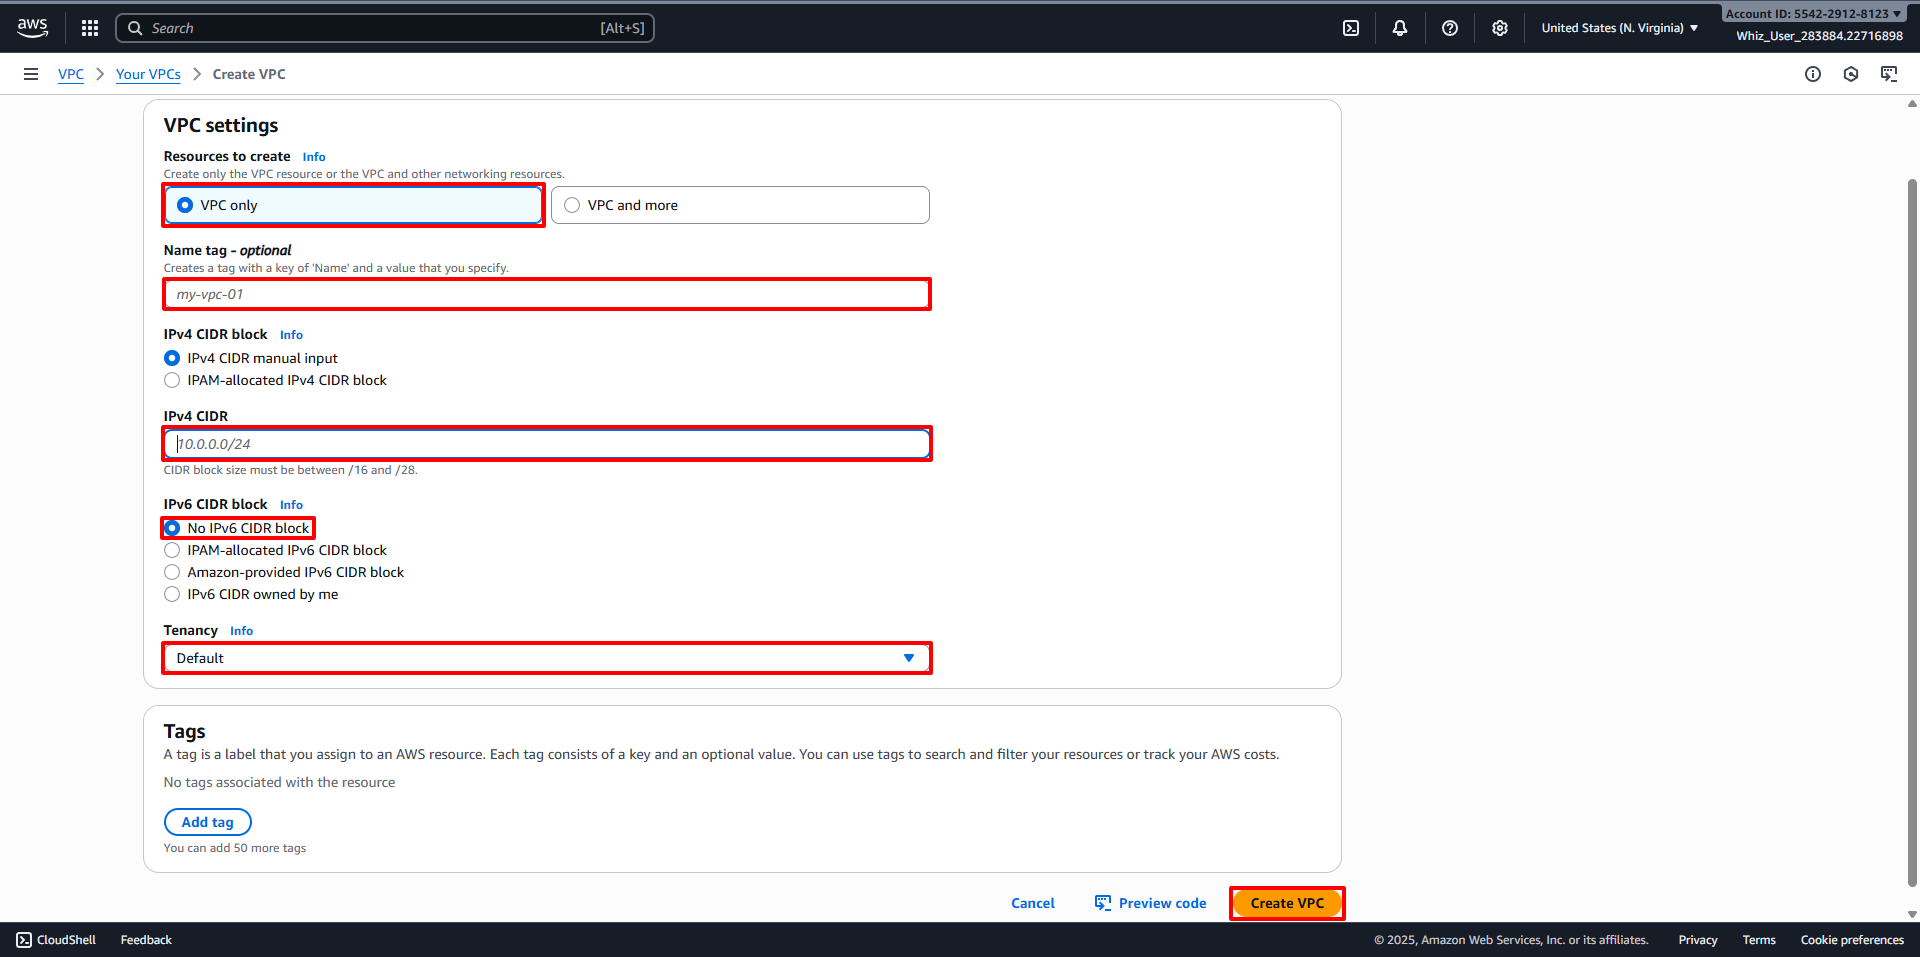 aws
Search [Alt+S]
United States (N. Virginia)
Account ID: 5542-2912-8123
Whiz_User_283884.22716898
VPC > Your VPCs > Create VPC
VPC settings
Resources to create Info
Create only the VPC resource or the VPC and other networking resources.
VPC only
VPC and more
Name tag - optional
Creates a tag with a key of 'Name' and a value that you specify.
my-vpc-01
IPv4 CIDR block Info
IPv4 CIDR manual input
IPAM-allocated IPv4 CIDR block
IPv4 CIDR
10.0.0.0/24
CIDR block size must be between /16 and /28.
IPv6 CIDR block Info
No IPv6 CIDR block
IPAM-allocated IPv6 CIDR block
Amazon-provided IPv6 CIDR block
IPv6 CIDR owned by me
Tenancy Info
Default
Tags
A tag is a label that you assign to an AWS resource. Each tag consists of a key and an optional value. You can use tags to search and filter your resources or track your AWS costs.
No tags associated with the resource
Add tag
You can add 50 more tags
Cancel
Preview code
Create VPC
CloudShell
Feedback
© 2025, Amazon Web Services, Inc. or its affiliates.
Privacy
Terms
Cookie preferences